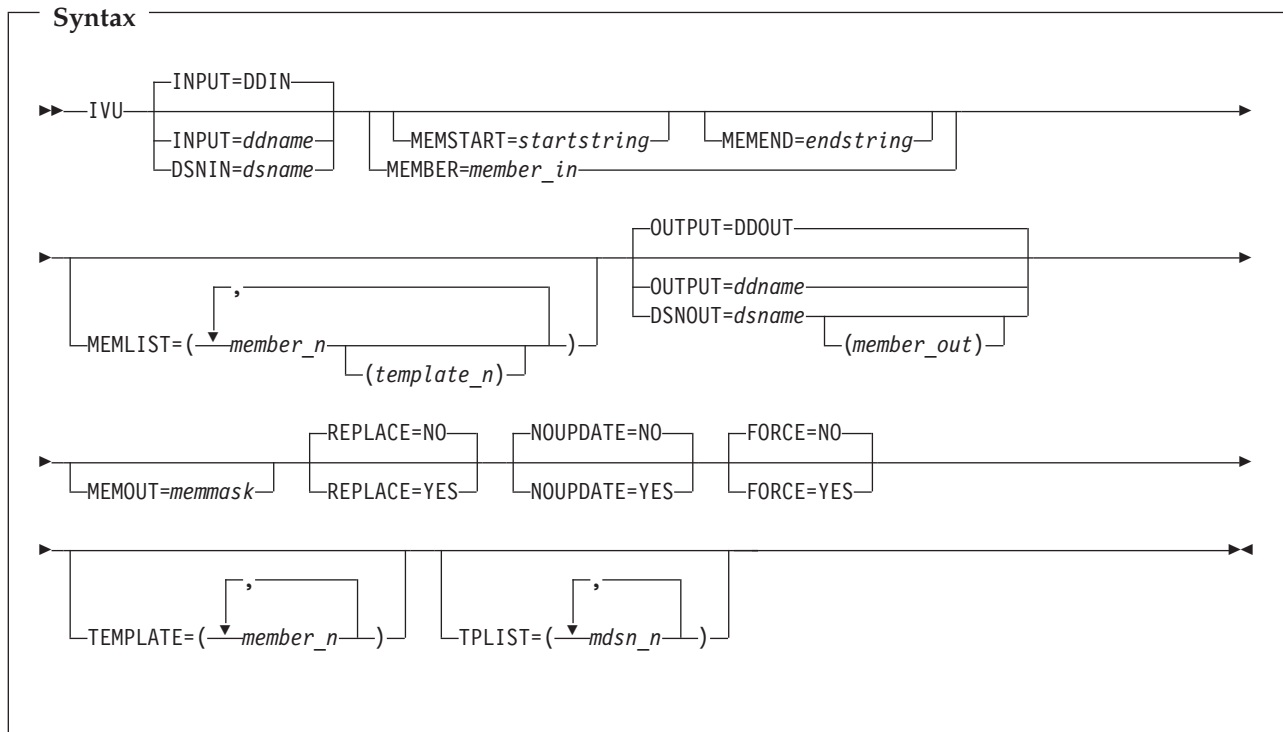 Syntax
INPUT=DDIN
IVU
INPUT=ddname
DSNIN=dsname
MEMSTART=startstring
MEMEND=endstring
MEMBER=member_in
OUTPUT=DDOUT
OUTPUT=ddname
DSNOUT=dsname
(member_out)
,
MEMLIST=( member_n )
(template_n)
REPLACE=NO
NOUPDATE=NO
FORCE=NO
MEMOUT=memmask
REPLACE=YES
NOUPDATE=YES
FORCE=YES
,
TEMPLATE=( member_n )
,
TPLIST=( mdsn_n )